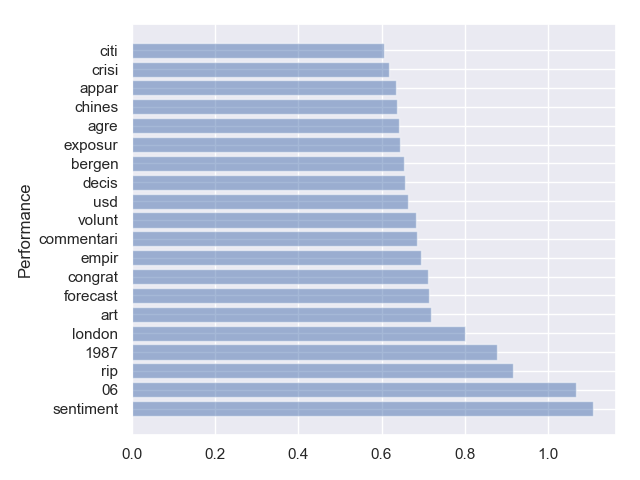 citi
crisi
appar
chines
agre
exposur
bergen
decis
usd
volunt
commentari
empir
congrat
forecast
art
london
1987
rip
06
sentiment
Performance
0.0 0.2 0.4 0.6 0.8 1.0